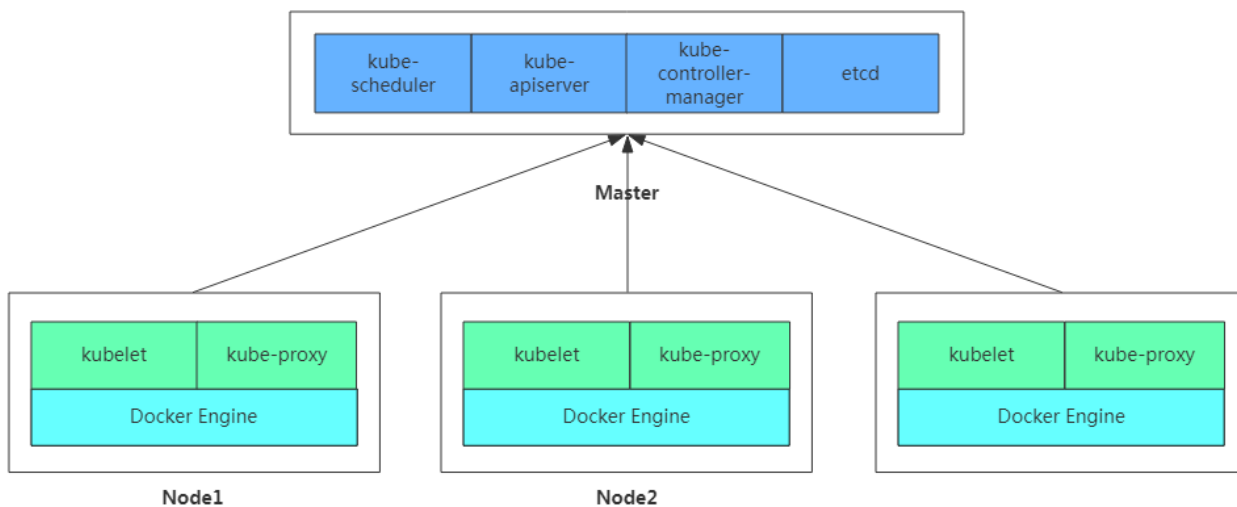 kube-
scheduler
kube-
apiserver
kube-
controller-
manager
etcd
Master
kubelet
kube-proxy
Docker Engine
Node1
kubelet
kube-proxy
Docker Engine
Node2
kubelet
kube-proxy
Docker Engine